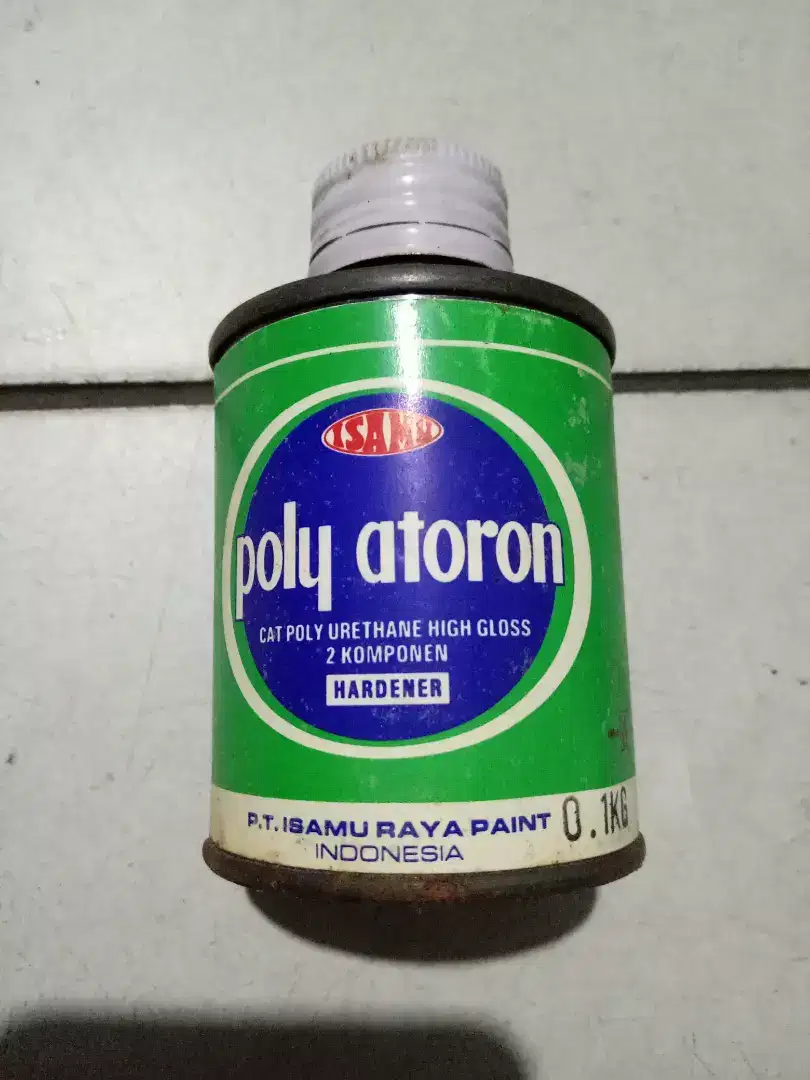 ISAMU
poly atoron
CAT POLY URETHANE HIGH GLOSS
2 KOMPONEN
HARDENER
P.T. ISAMU RAYA PAINT 0.1KG
INDONESIA